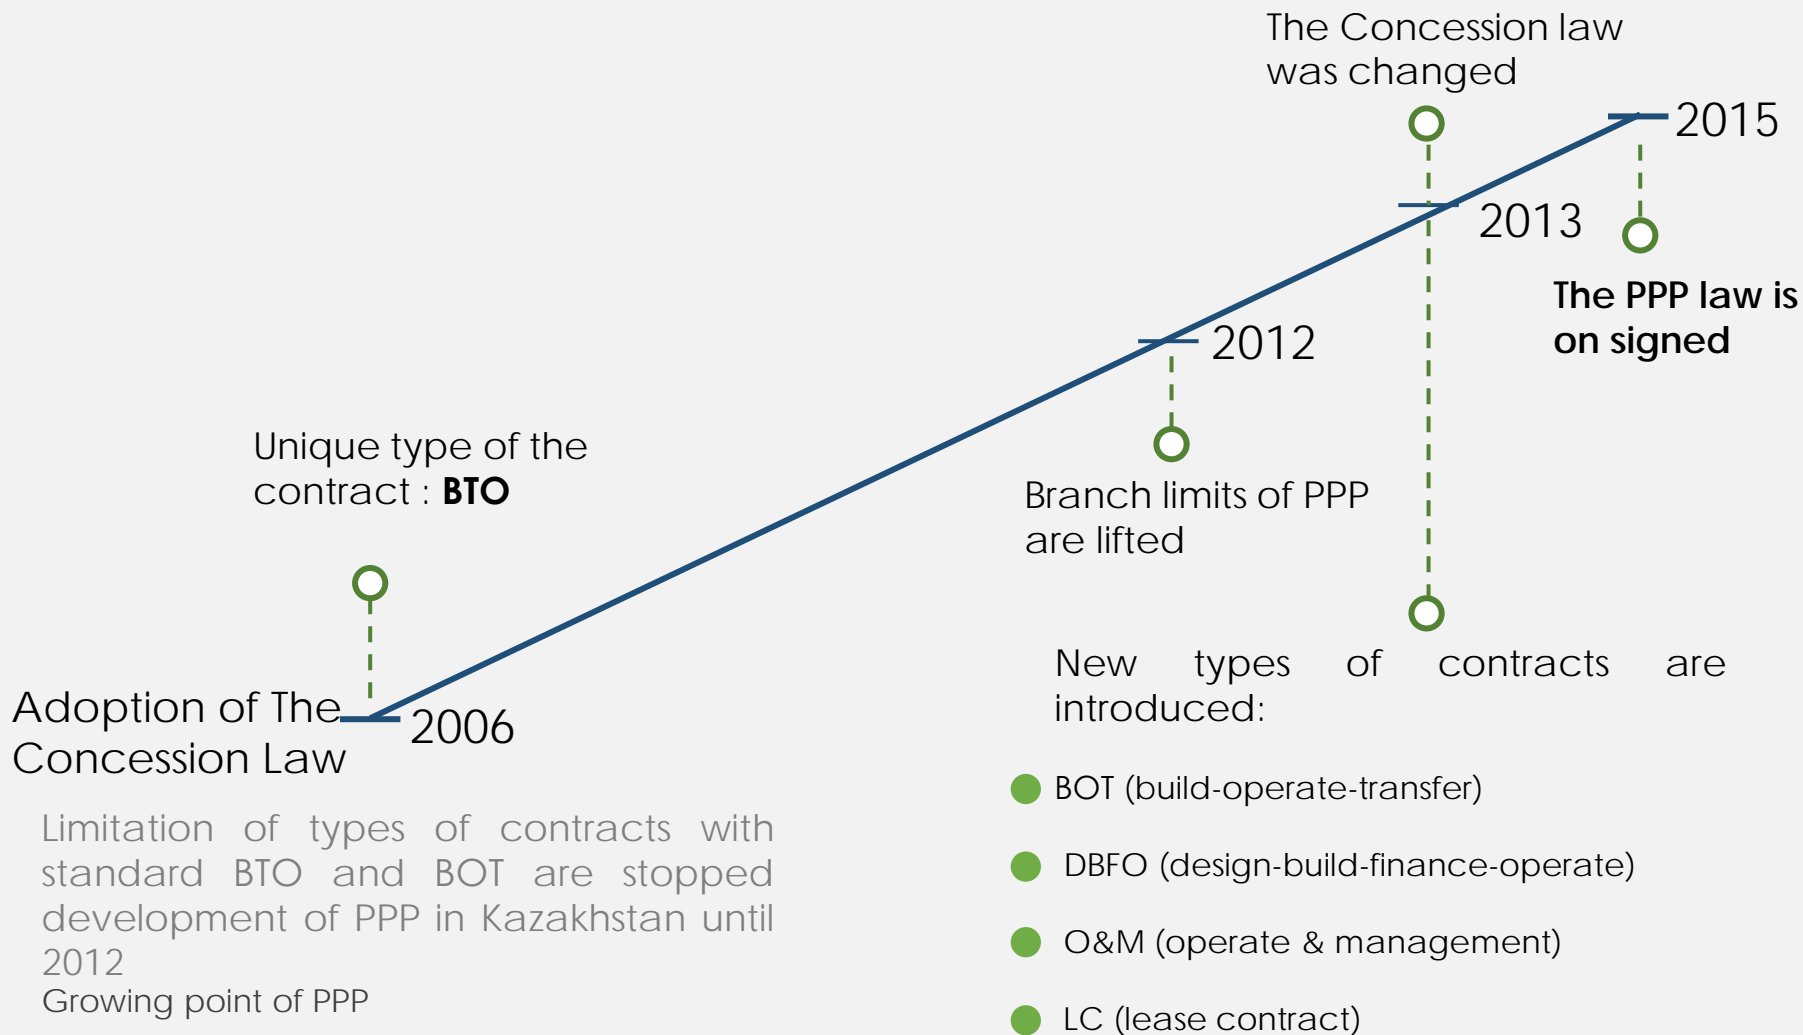 The Concession law
was changed
2015
2013
The PPP law is
on signed
2012
Branch limits of PPP
are lifted
Unique type of the
contract : BTO
Adoption of The
Concession Law
2006
Limitation of types of contracts with
standard BTO and BOT are stopped
development of PPP in Kazakhstan until
2012
Growing point of PPP
New types of contracts are
introduced:
BOT (build-operate-transfer)
DBFO (design-build-finance-operate)
O&M (operate & management)
LC (lease contract)